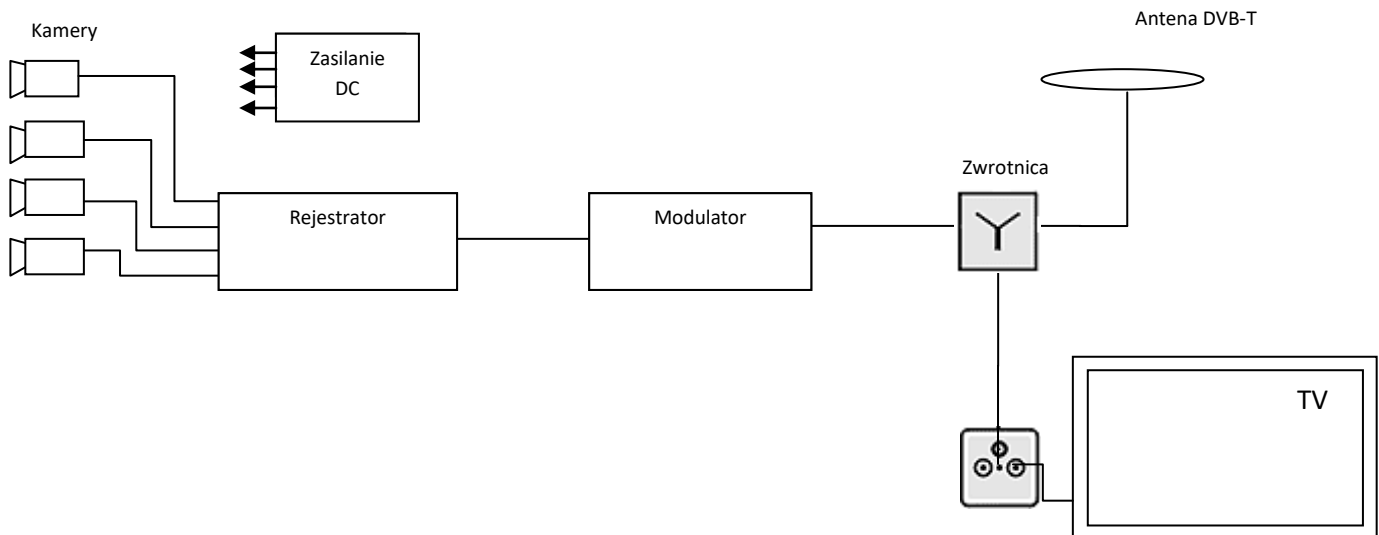 Antena DVB-T
Kamery
Zasilanie
DC
Zwrotnica
Rejestrator
Modulator
TV